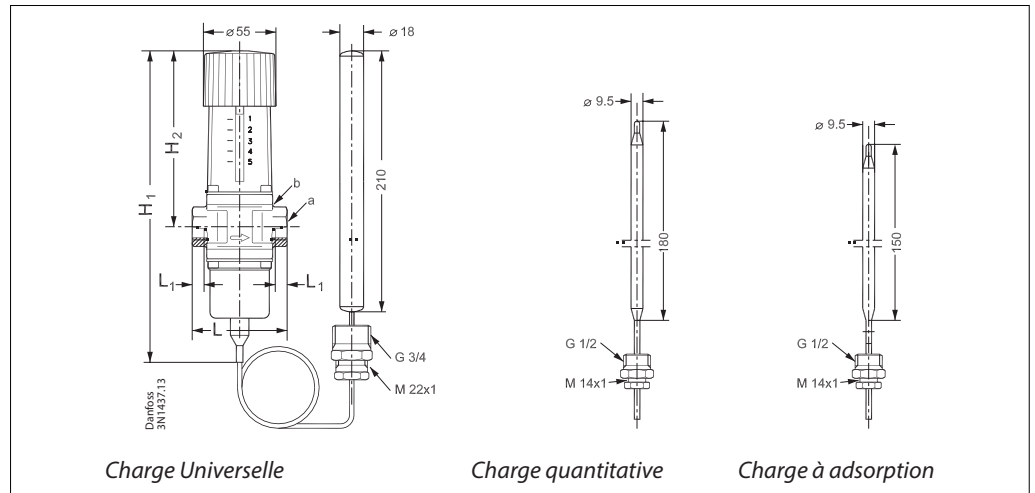 ⌀ 55
⌀ 18
H2
H1
1
2
3
4
5
b
a
L1
L1
L
210
G 3/4
M 22x1
Danfoss
3N1437.13
Charge Universelle
⌀ 9.5
180
G 1/2
M 14x1
Charge quantitative
⌀ 9.5
150
G 1/2
M 14x1
Charge à adsorption